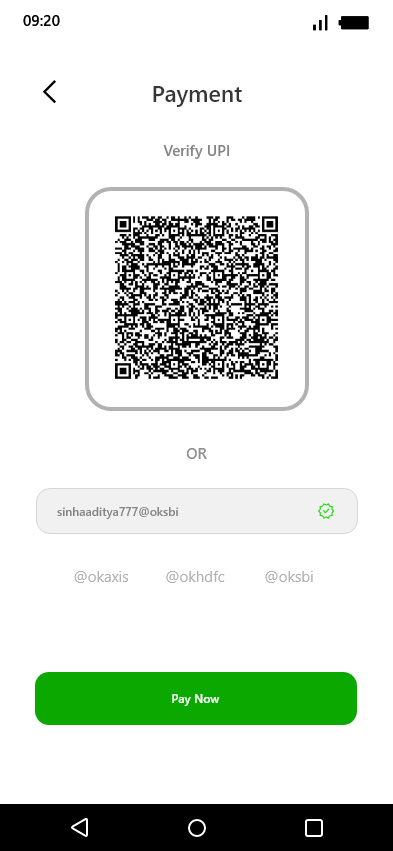 09:20
Payment
Verify UPI
OR
sinhaaditya777@oksbi
@okaxis @okhdfc @oksbi
Pay Now